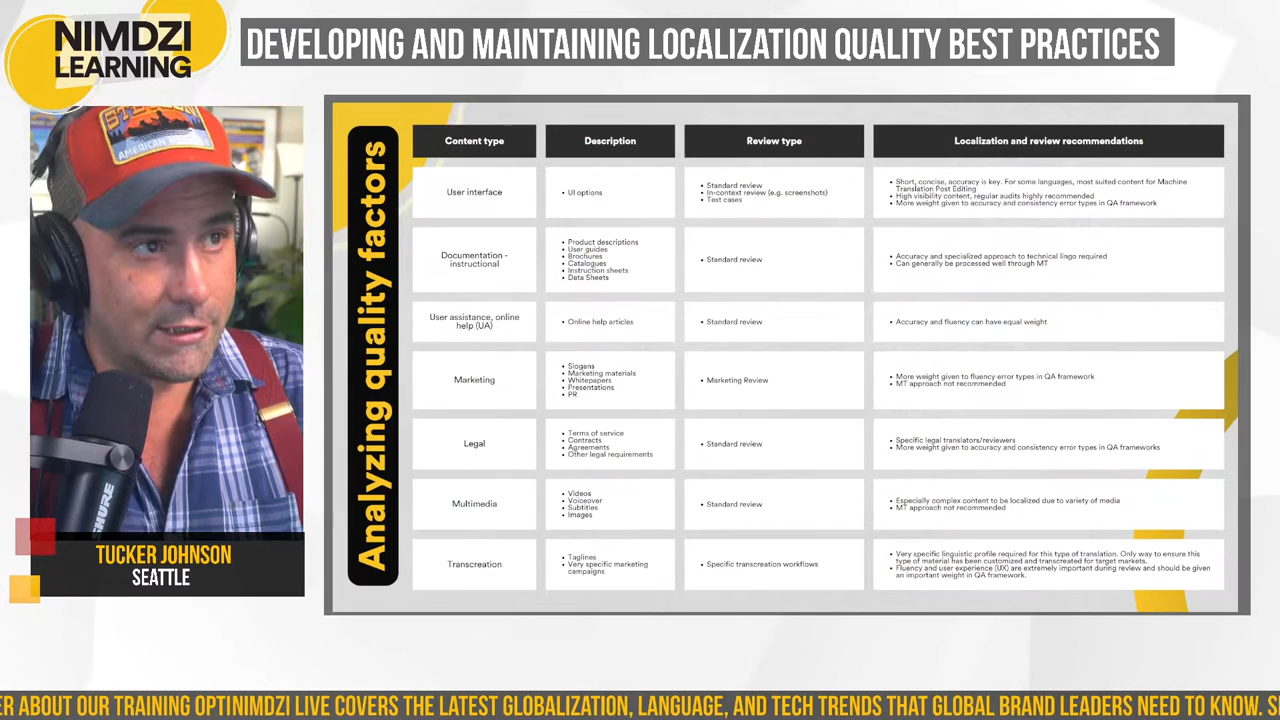 NIMDZI
LEARNING
DEVELOPING AND MAINTAINING LOCALIZATION QUALITY BEST PRACTICES
AMERICAN
SHURE
TUCKER JOHNSON
SEATTLE
Analyzing quality factors
Content type
Description
Review type
Localization and review recommendations
User interface
• UI options
• Standard review
• In-context review (e.g. screenshots)
• Test cases
• Short, concise, accuracy is key. For some languages, most suited content for Machine
Translation Post Editing
• High visibility content, regular audits highly recommended
• More weight given to accuracy and consistency error types in QA framework
Documentation -
instructional
• Product descriptions
• User guides
• Brochures
• Catalogues
• Instruction sheets
• Data Sheets
• Standard review
• Accuracy and specialized approach to technical lingo required
• Can generally be processed well through MT
User assistance, online
help (UA)
• Online help articles
• Standard review
• Accuracy and fluency can have equal weight
Marketing
• Slogans
• Marketing materials
• Whitepapers
• Presentations
• PR
• Marketing Review
• More weight given to fluency error types in QA framework
• MT approach not recommended
Legal
• Terms of service
• Contracts
• Agreements
• Other legal requirements
• Standard review
• Specific legal translators/reviewers
• More weight given to accuracy and consistency error types in QA frameworks
Multimedia
• Videos
• Voiceover
• Subtitles
• Images
• Standard review
• Especially complex content to be localized due to variety of media
• MT approach not recommended
Transcreation
• Taglines
• Very specific marketing
campaigns
• Specific transcreation workflows
• Very specific linguistic profile required for this type of translation. Only way to ensure this
type of material has been customized and transcreated for target markets.
• Fluency and user experience (UX) are extremely important during review and should be given
an important weight in QA framework.
ER ABOUT OUR TRAINING OPTINIMDZI LIVE COVERS THE LATEST GLOBALIZATION, LANGUAGE, AND TECH TRENDS THAT GLOBAL BRAND LEADERS NEED TO KNOW. S